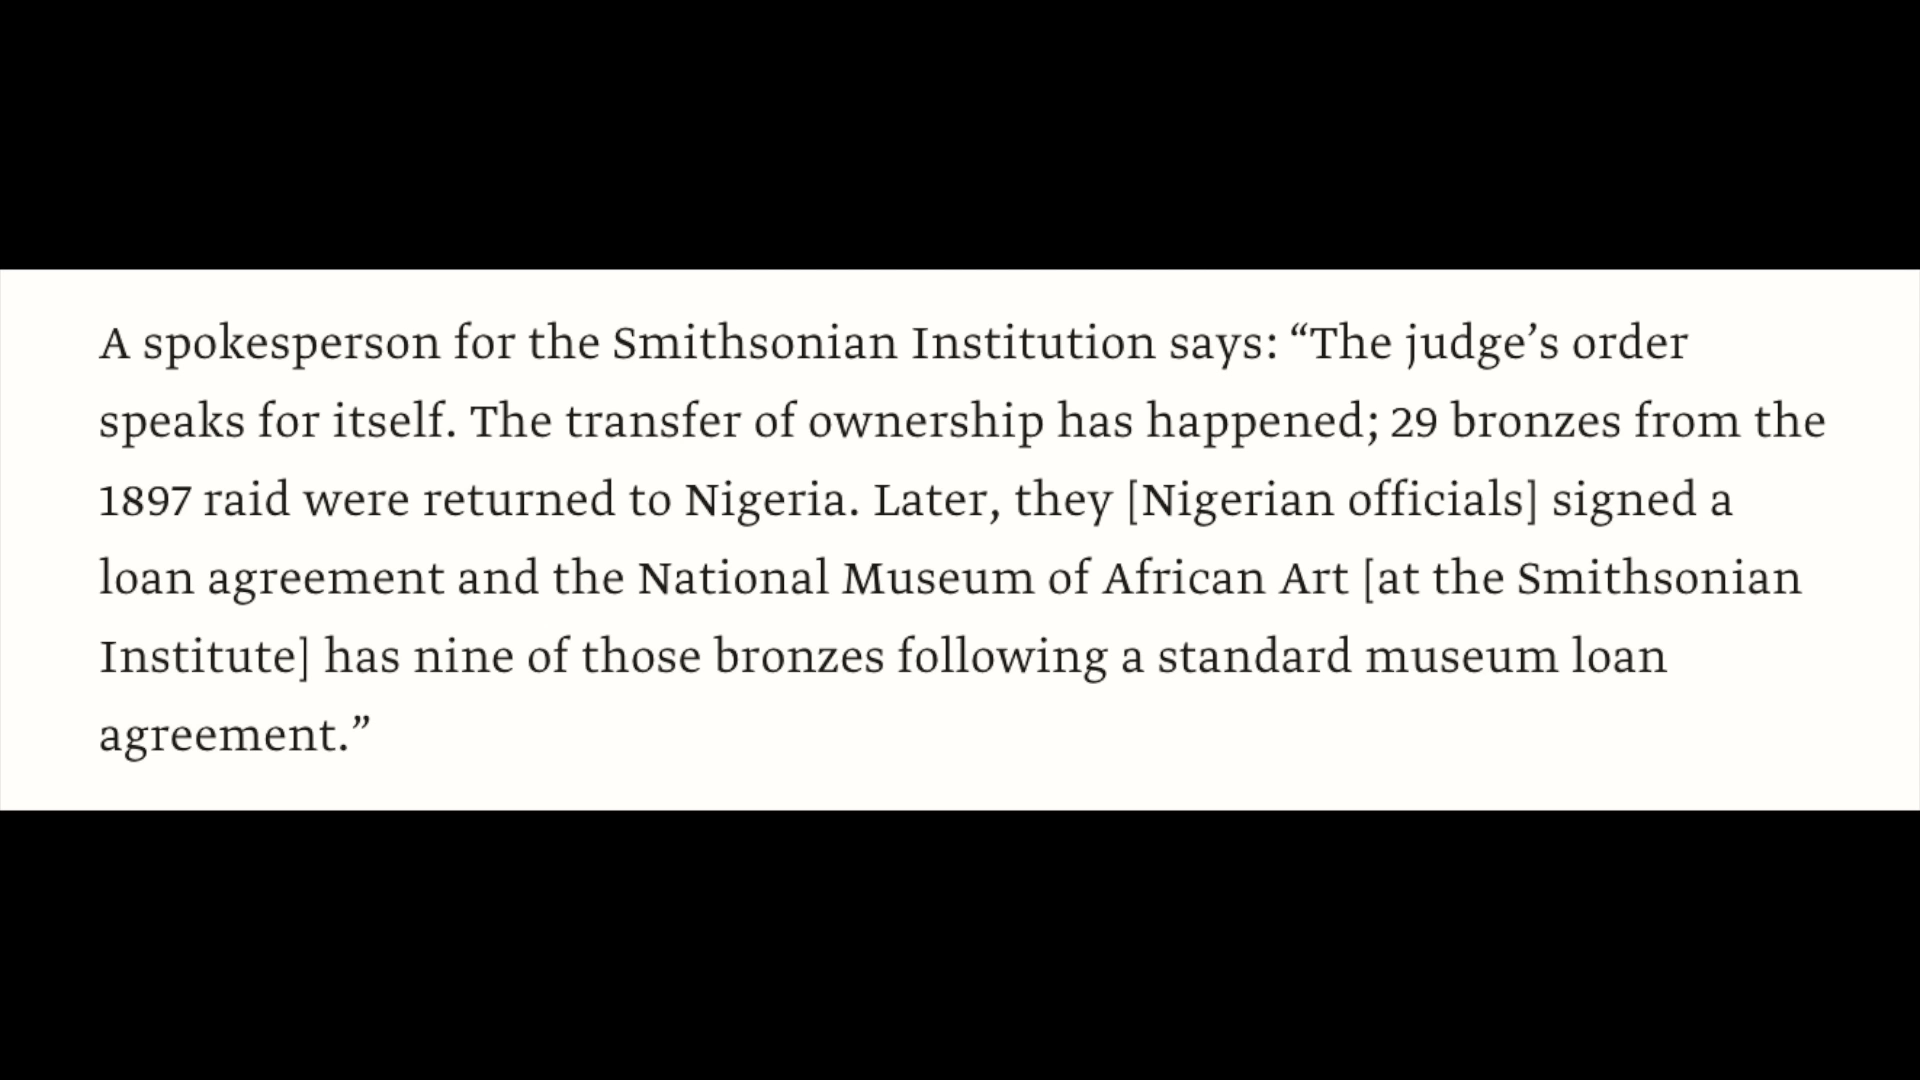 A spokesperson for the Smithsonian Institution says: “The judge’s order
speaks for itself. The transfer of ownership has happened; 29 bronzes from the
1897 raid were returned to Nigeria. Later, they [Nigerian officials] signed a
loan agreement and the National Museum of African Art [at the Smithsonian
Institute] has nine of those bronzes following a standard museum loan
agreement.”